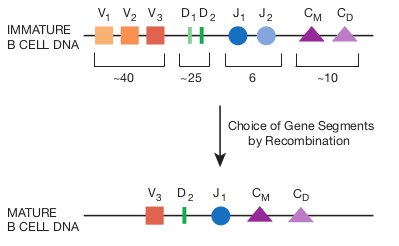 V1 V2 V3 D1 D2 J1 J2 CM CD
IMMATURE
B CELL DNA
~40 ~25 6 ~10
Choice of Gene Segments
by Recombination
V3 D2 J1 CM CD
MATURE
B CELL DNA